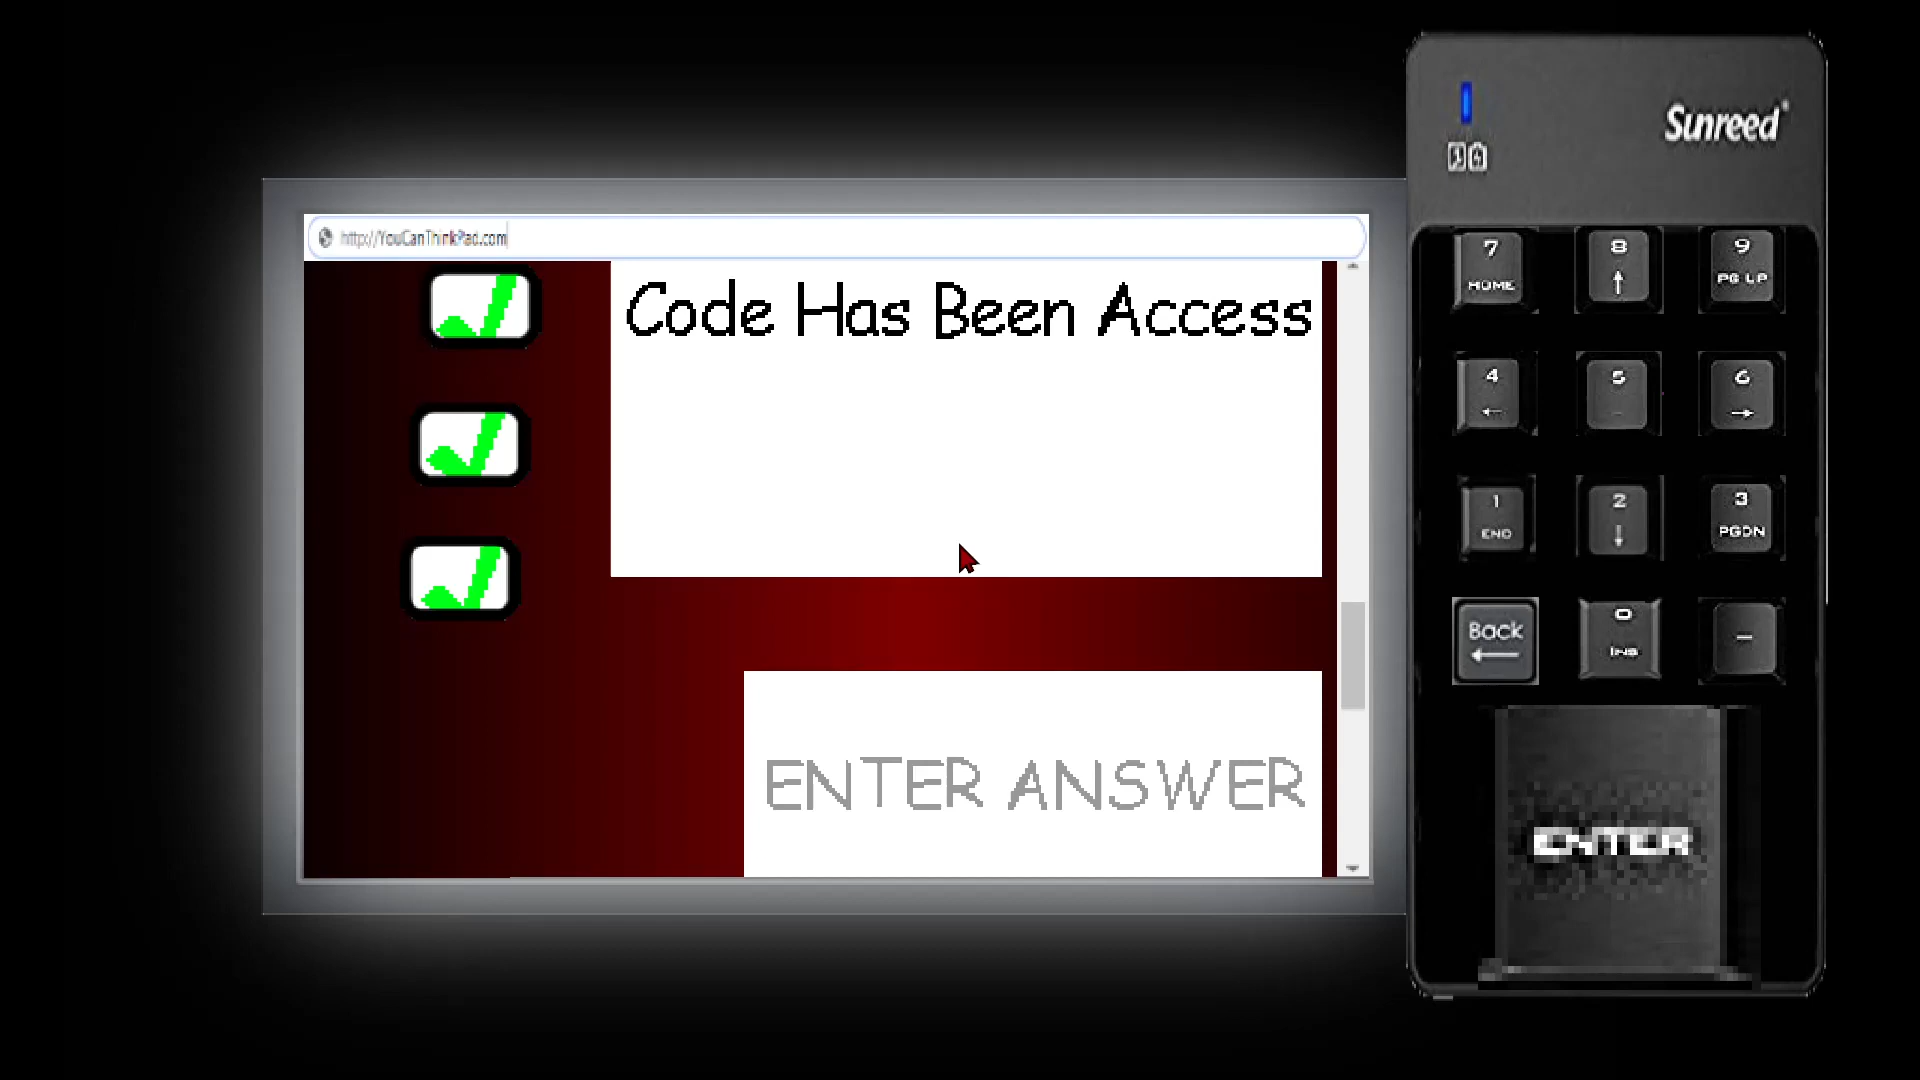 Sunreed
http://YouCanThinkPad.com
Code Has Been Access
ENTER ANSWER
7 8 9
HOME PG UP
4 5 6
1 2 3
END PGDN
Back 0 -
INS
ENTER